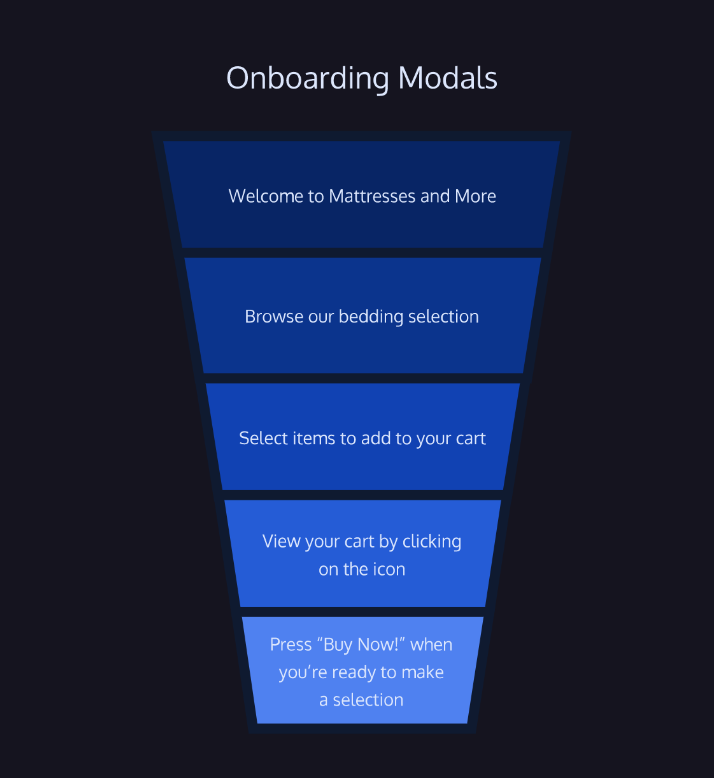 Onboarding Modals
Welcome to Mattresses and More
Browse our bedding selection
Select items to add to your cart
View your cart by clicking
on the icon
Press “Buy Now!” when
you’re ready to make
a selection